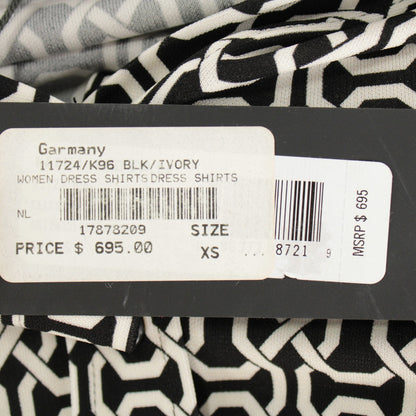 Garmany
11724/K96 BLK/IVORY
WOMEN DRESS SHIRTS DRESS SHIRTS
NL
17878209 SIZE
PRICE $ 695.00 XS
8721 9
MSRP $ 695